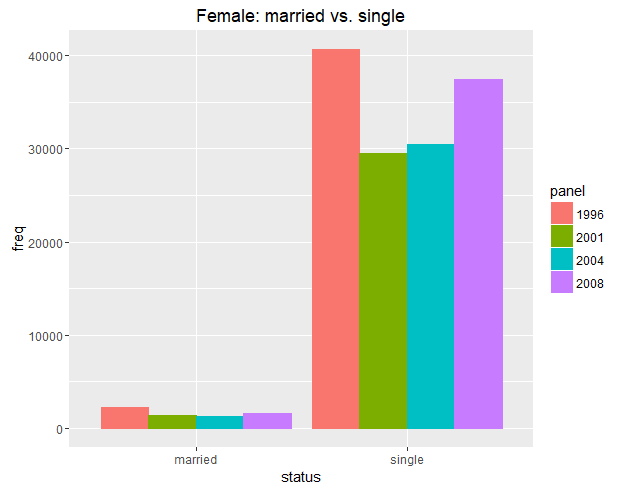 Female: married vs. single
40000
30000
20000
10000
0
freq
married
single
status
panel
1996
2001
2004
2008